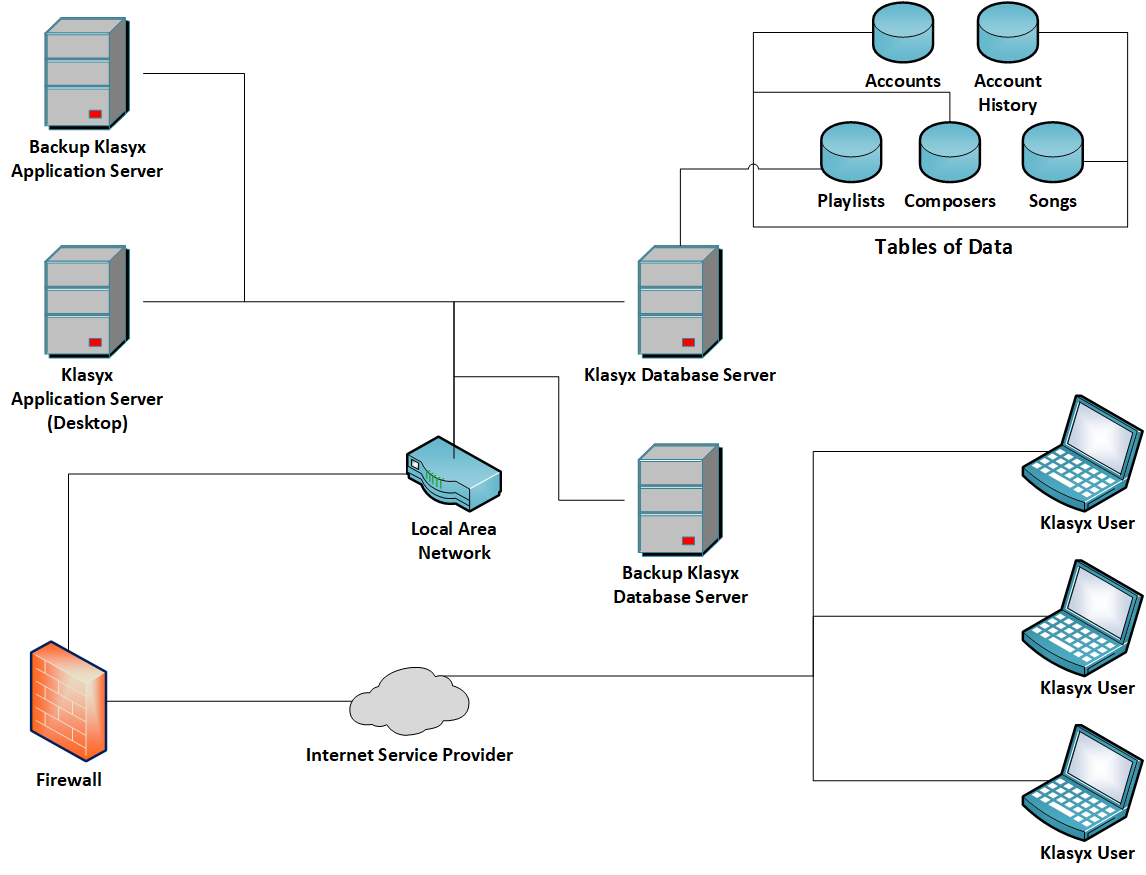 Accounts
Account
History
Backup Klasyx
Application Server
Playlists
Composers
Songs
Tables of Data
Klasyx
Application Server
(Desktop)
Klasyx Database Server
Local Area
Network
Klasyx User
Backup Klasyx
Database Server
Klasyx User
Internet Service Provider
Firewall
Klasyx User